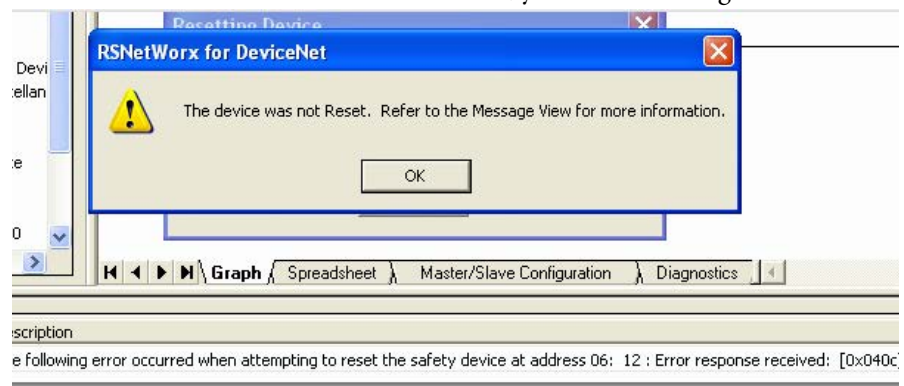 Resetting Device
RSNetWorx for DeviceNet
Devi
ellan
The device was not Reset. Refer to the Message View for more information.
OK
0
Graph Spreadsheet Master/Slave Configuration Diagnostics
scription
e following error occurred when attempting to reset the safety device at address 06: 12 : Error response received: [0x040c]